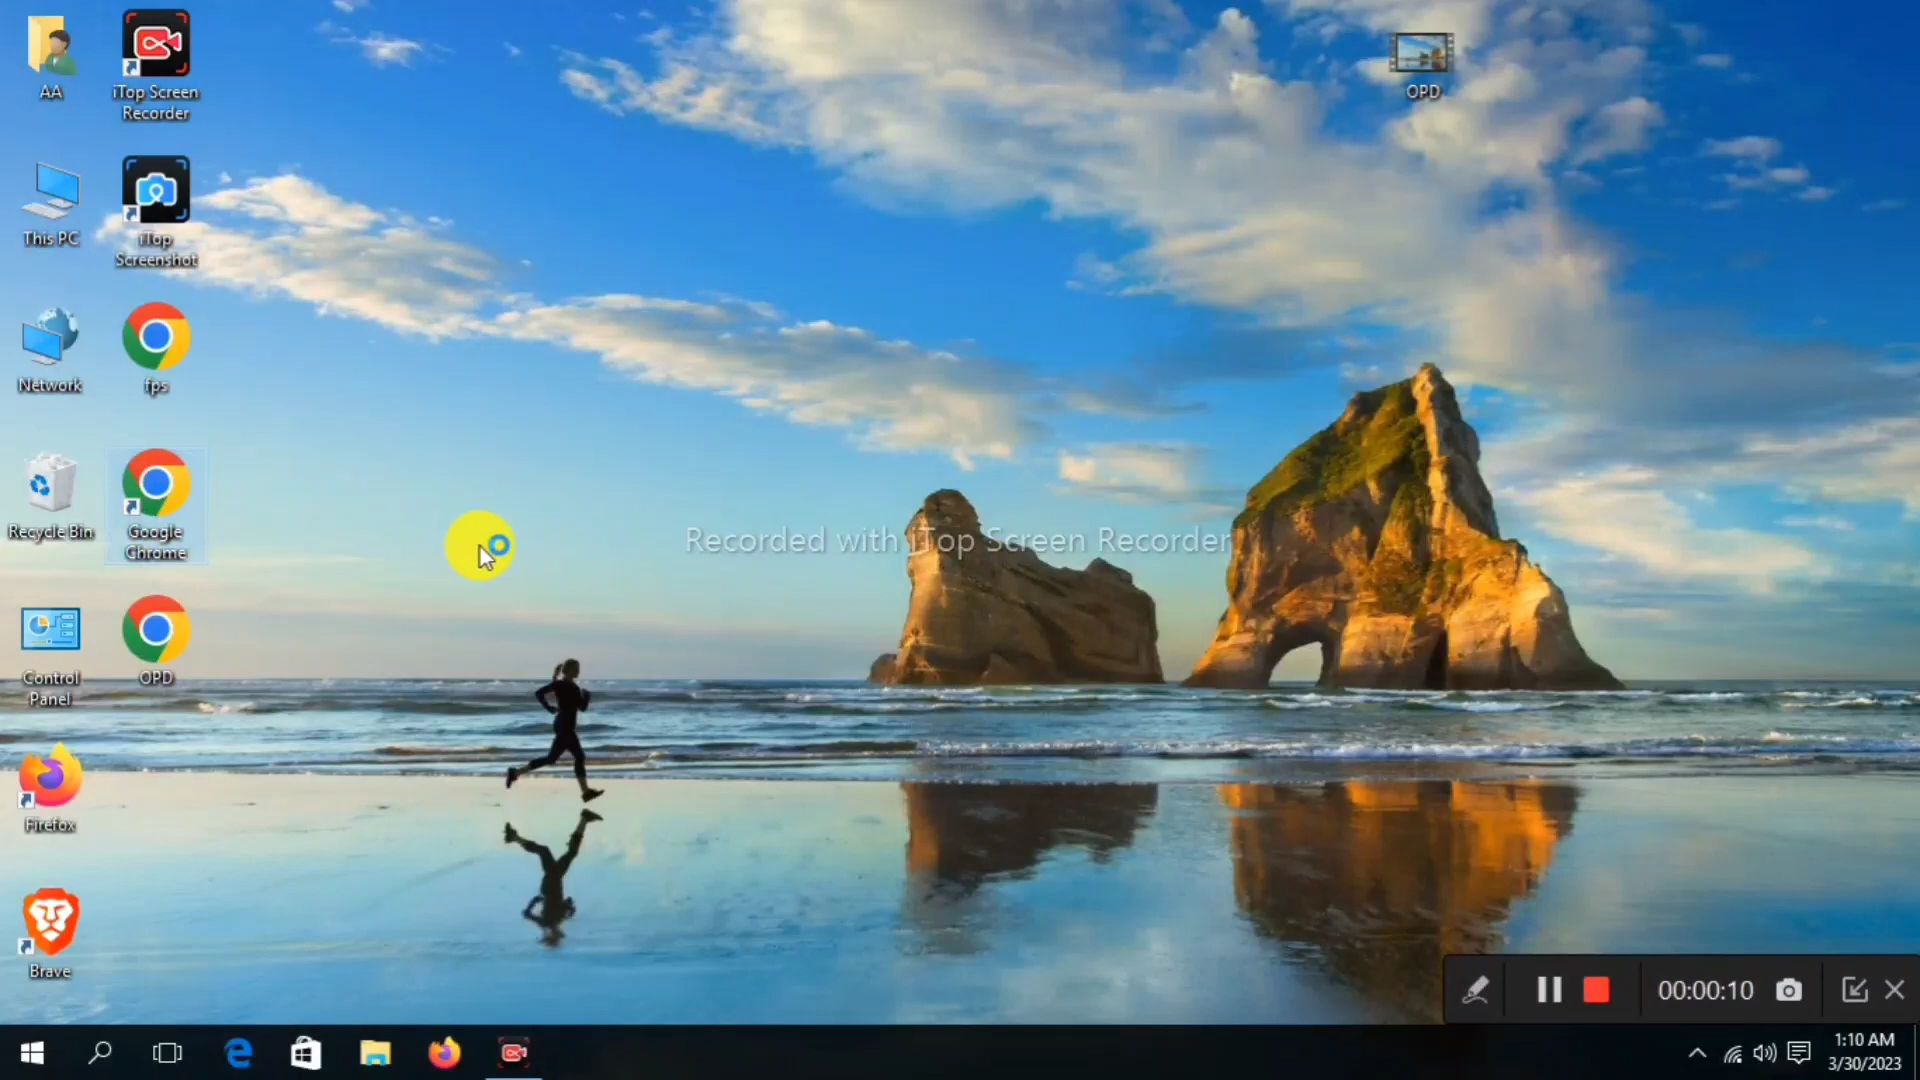 AA
iTop Screen
Recorder
OPD
This PC
iTop
Screenshot
Network
fps
Recycle Bin
Google
Chrome
Recorded with iTop Screen Recorder
Control
Panel
OPD
Firefox
Brave
00:00:10
1:10 AM
3/30/2023